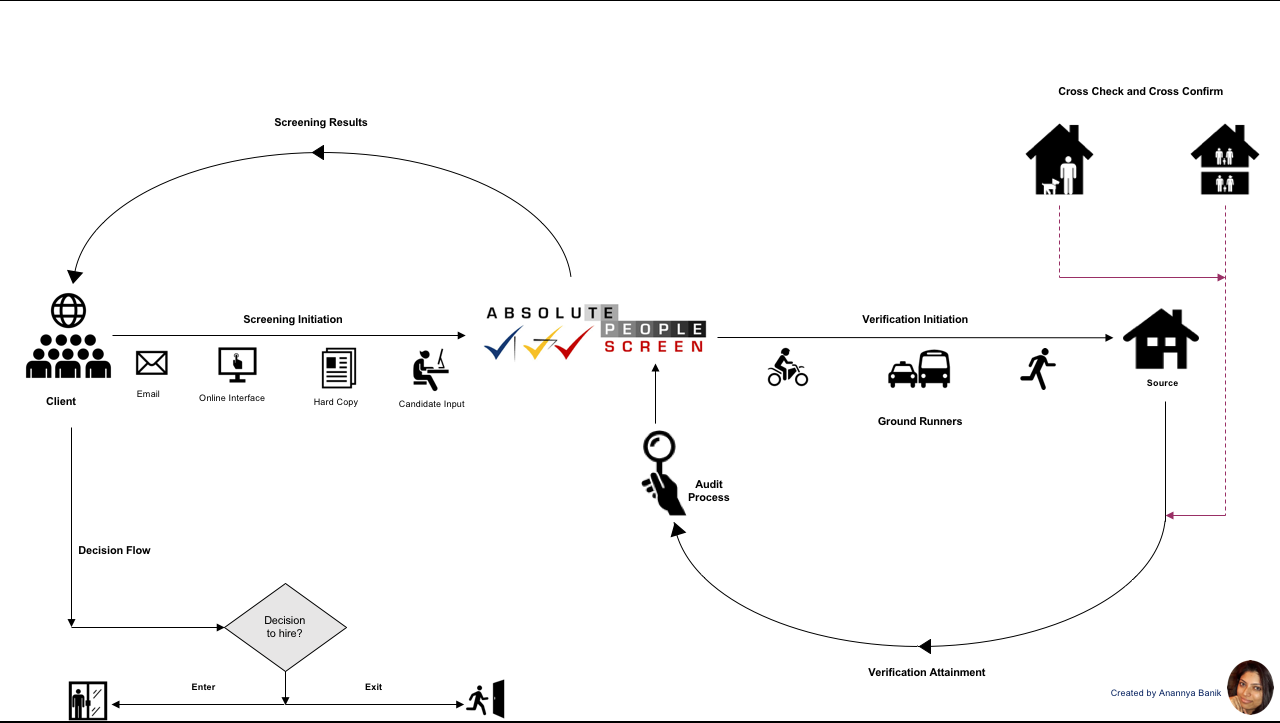 Cross Check and Cross Confirm
Screening Results
Screening Initiation
ABSOLUTE
PEOPLE
SCREEN
Verification Initiation
Email
Online Interface
Hard Copy
Candidate Input
Client
Source
Ground Runners
Audit
Process
Decision Flow
Decision
to hire?
Verification Attainment
Enter
Exit
Created by Anannya Banik